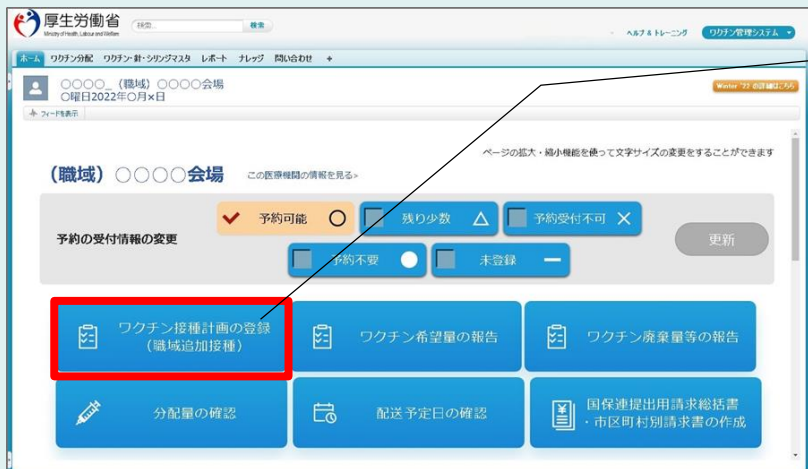 厚生労働省
Ministry of Health, Labour and Welfare
検索...
検索
ヘルプ & トレーニング
ワクチン管理システム
ホーム ワクチン分配 ワクチン・針・シリンジマスタ レポート ナレッジ 問い合わせ +
○○○○_（職域）○○○○会場
○曜日2022年○月×日
Winter '22 の詳細はこちら
フィードを表示
ページの拡大・縮小機能を使って文字サイズの変更をすることができます
（職域）○○○○会場
この医療機関の情報を見る>
予約の受付情報の変更
予約可能 ○
残り少数 △
予約受付不可 ×
予約不要 ●
未登録 ー
更新
ワクチン接種計画の登録
（職域追加接種）
ワクチン希望量の報告
ワクチン廃棄量等の報告
分配量の確認
配送予定日の確認
国保連提出用請求総括書
・市区町村別請求書の作成